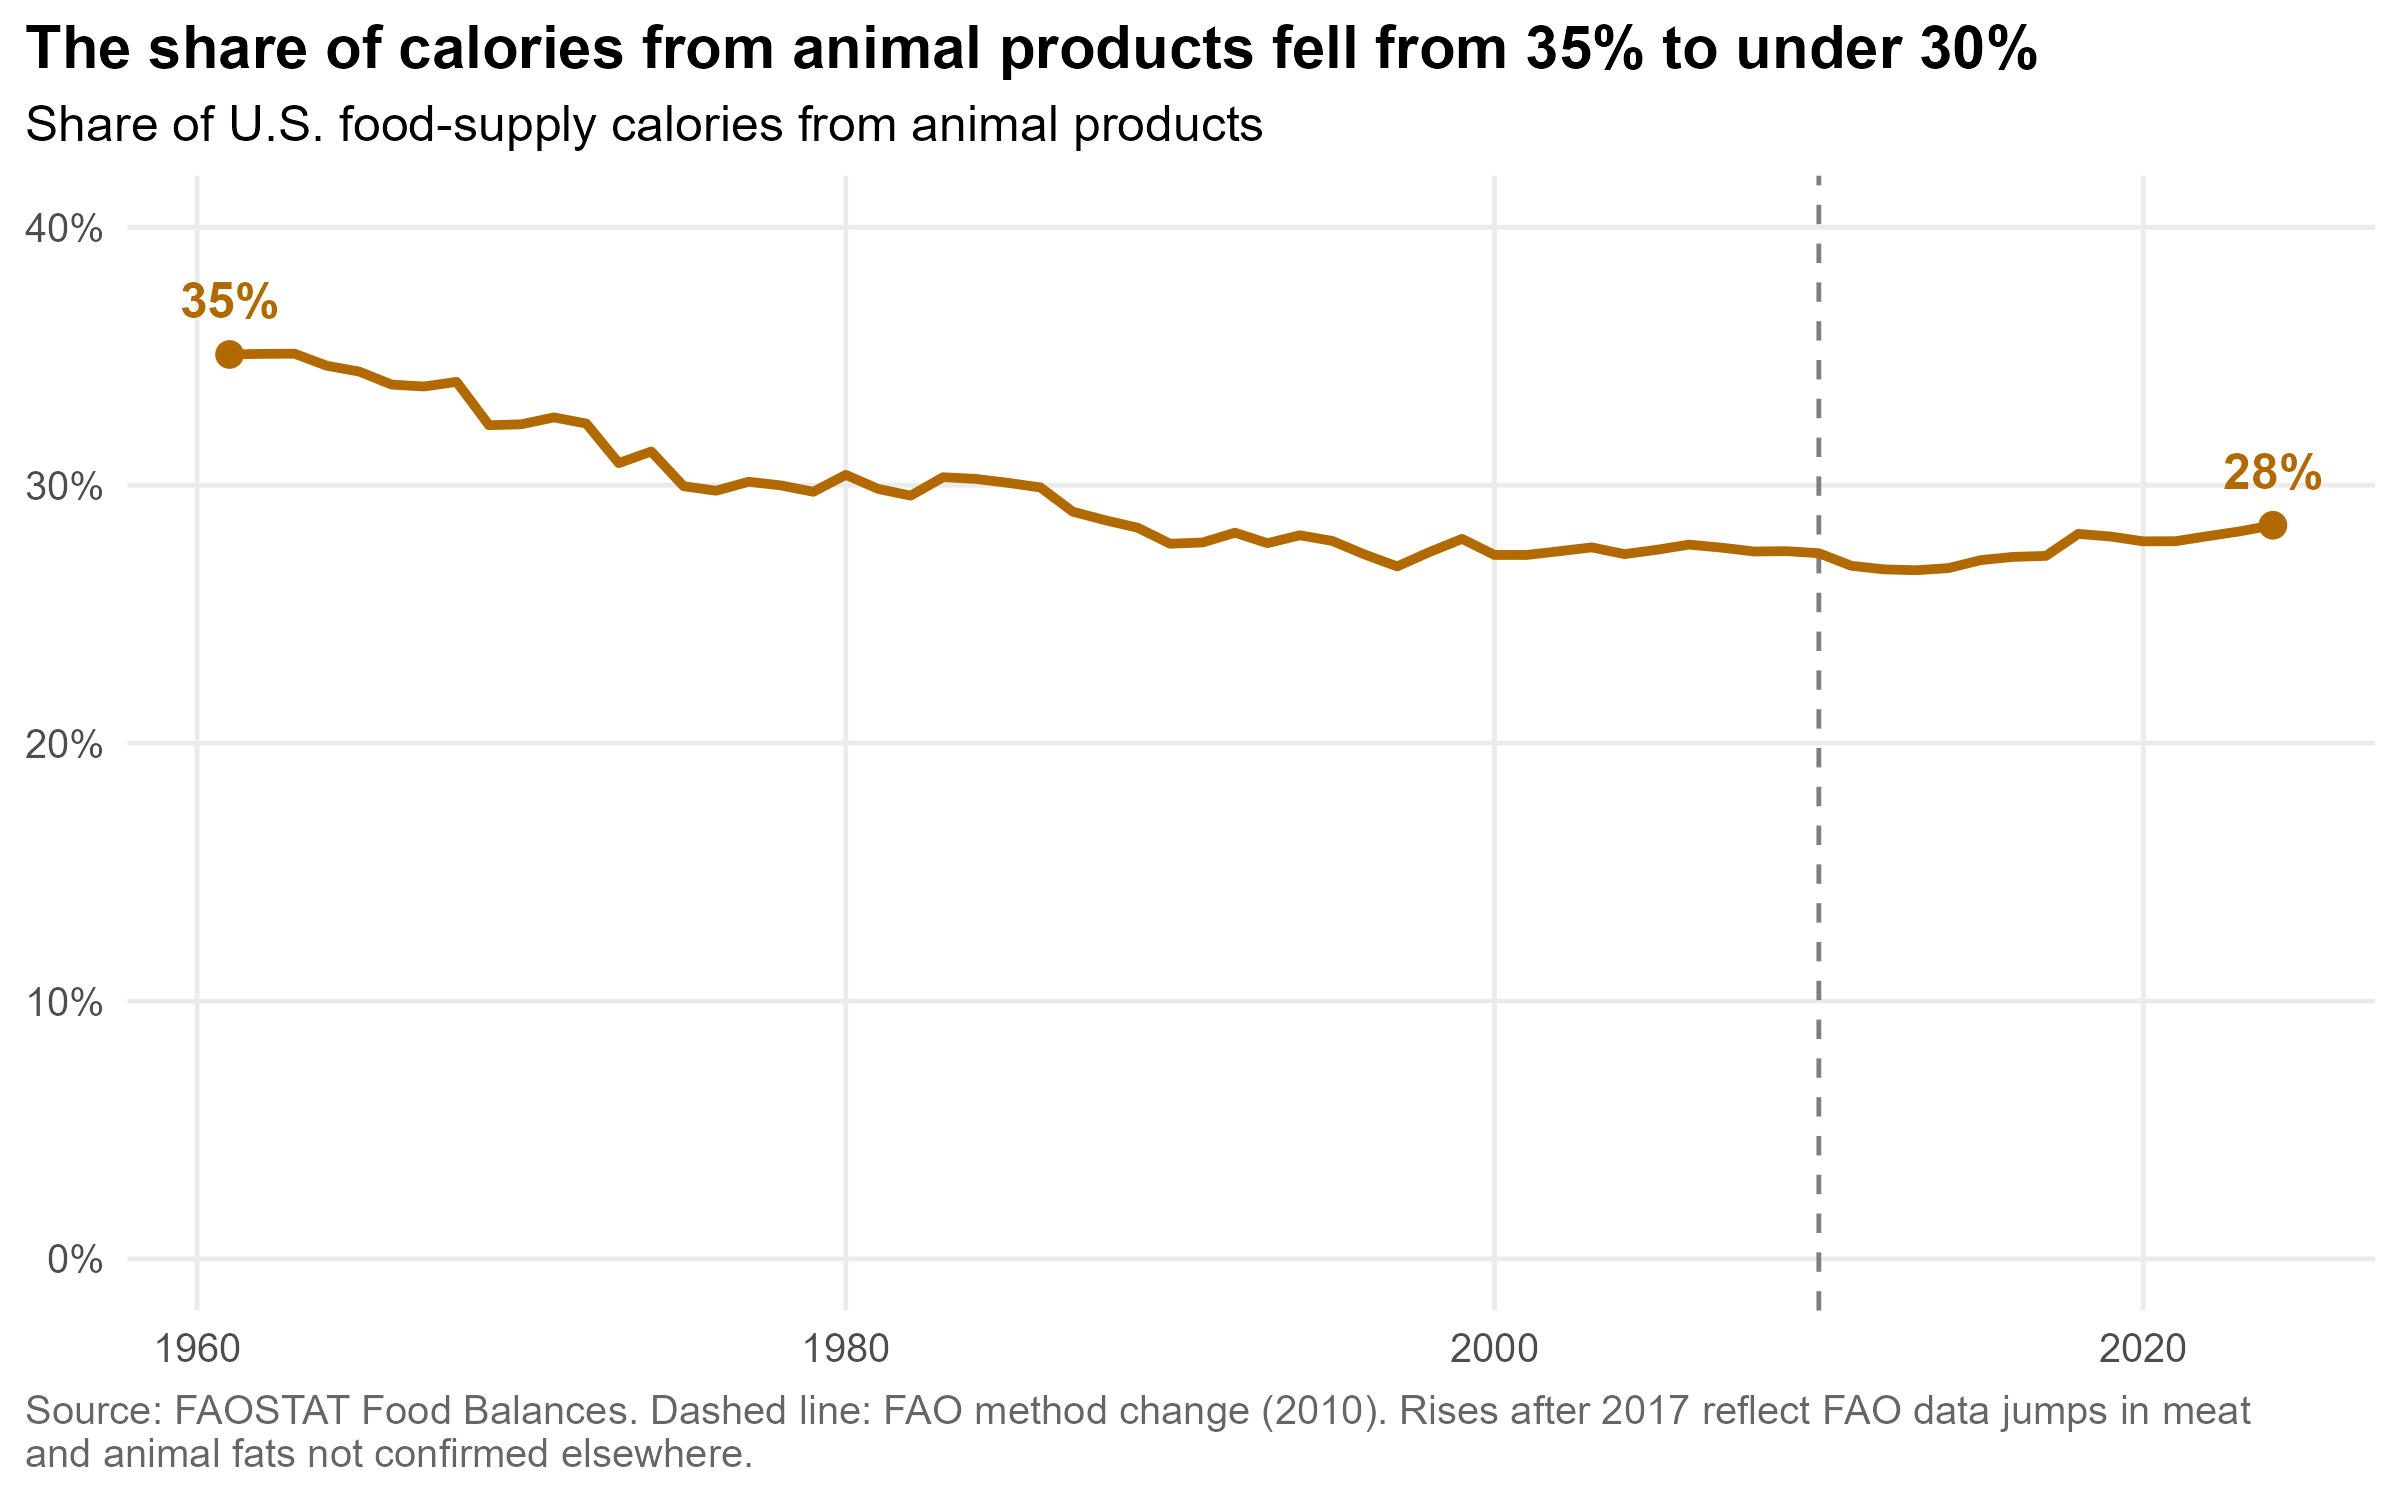 The share of calories from animal products fell from 35% to under 30%
Share of U.S. food-supply calories from animal products
40%
35%
30%
28%
20%
10%
0%
1960
1980
2000
2020
Source: FAOSTAT Food Balances. Dashed line: FAO method change (2010). Rises after 2017 reflect FAO data jumps in meat
and animal fats not confirmed elsewhere.